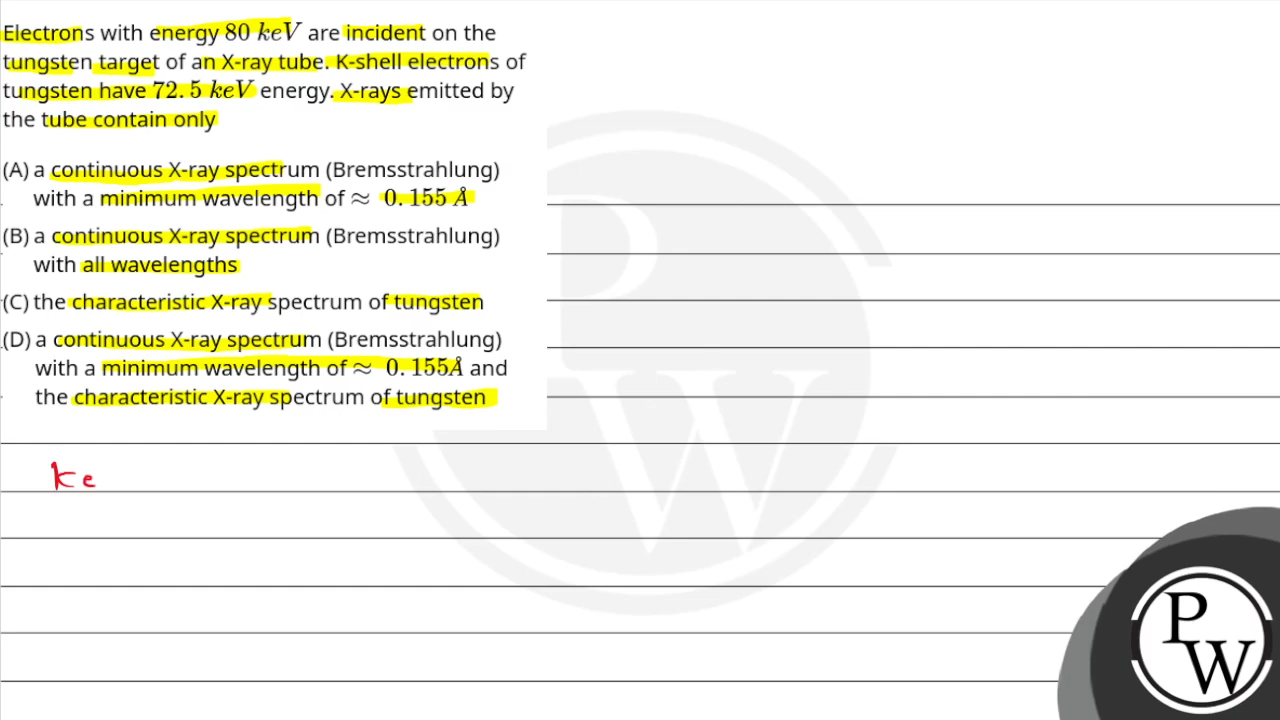 Electrons with energy 80 keV are incident on the
tungsten target of an X-ray tube. K-shell electrons of
tungsten have 72.5 keV energy. X-rays emitted by
the tube contain only
(A) a continuous X-ray spectrum (Bremsstrahlung)
with a minimum wavelength of ≈ 0.155 Å
(B) a continuous X-ray spectrum (Bremsstrahlung)
with all wavelengths
(C) the characteristic X-ray spectrum of tungsten
(D) a continuous X-ray spectrum (Bremsstrahlung)
with a minimum wavelength of ≈ 0.155Å and
the characteristic X-ray spectrum of tungsten
Ke
P
W
P
W